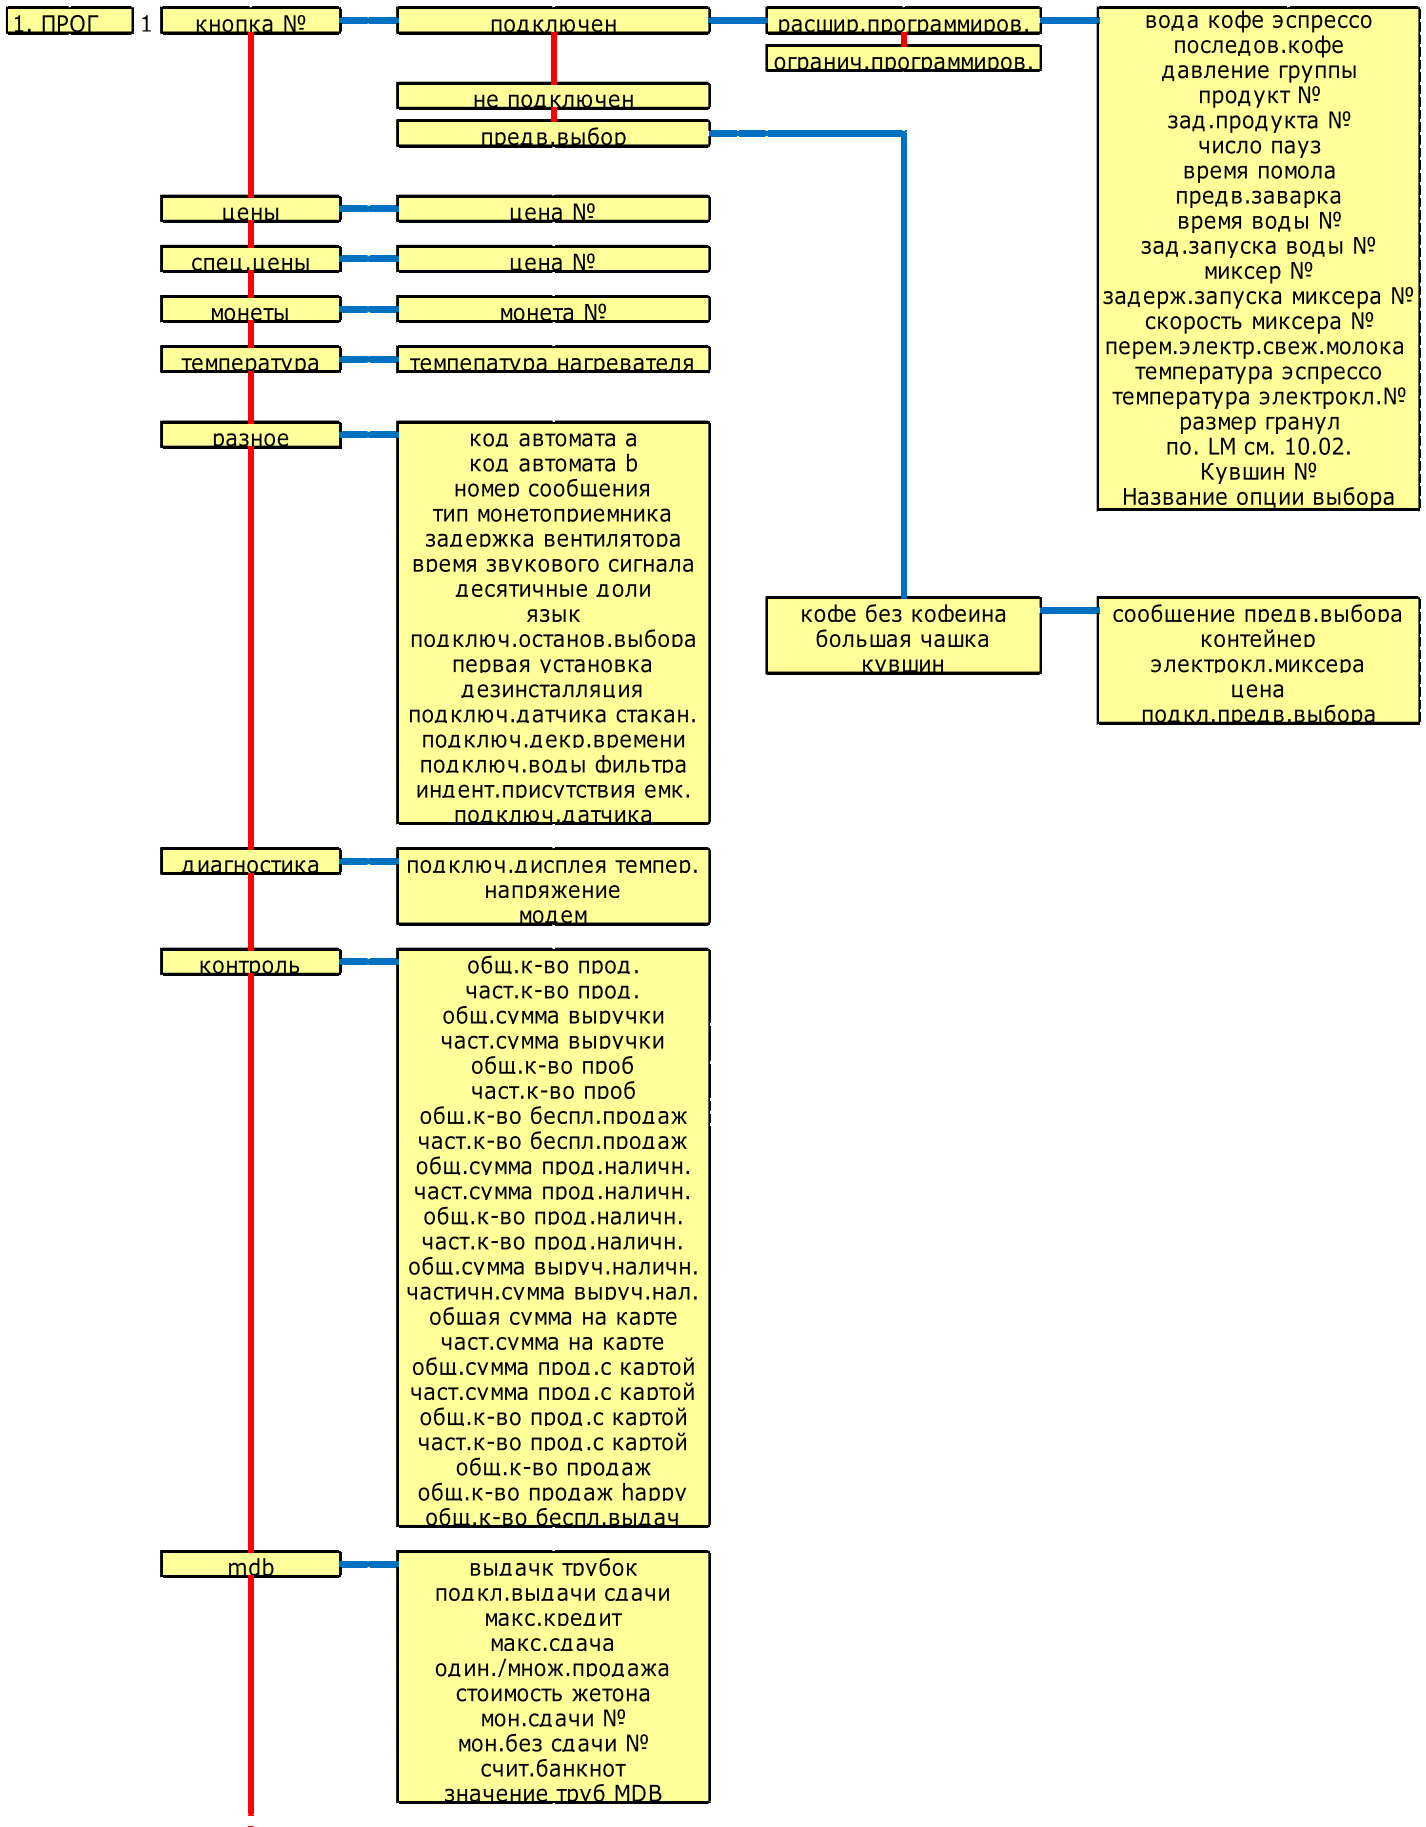 1. ПРОГ 1 кнопка № подключен расшир.программиров. вода кофе эспрессо
последов.кофе
огранич.программиров.
давление группы
не подключен
продукт №
предв.выбор
зад.продукта №
число пауз
время помола
предв.заварка
цены цена №
время воды №
зад.запуска воды №
спец.цены цена №
миксер №
задерж.запуска миксера №
монеты монета №
скорость миксера №
перем.электр.свеж.молока
температура темпепатура нагревателя
температура эспрессо
температура электрокл.№
размер гранул
по. LM см. 10.02.
Кувшин №
Название опции выбора
разное код автомата a
код автомата b
номер сообщения
тип монетоприемника
задержка вентилятора
время звукового сигнала
десятичные доли
язык
подключ.останов.выбора
первая установка
дезинсталляция
подключ.датчика стакан.
подключ.декр.времени
подключ.воды фильтра
индент.присутствия емк.
подключ.датчика
кофе без кофеина
большая чашка
кувшин
сообщение предв.выбора
контейнер
электрокл.миксера
цена
подкл.предв.выбора
диагностика подключ.дисплея темпер.
напряжение
модем
контроль общ.к-во прод.
част.к-во прод.
общ.сумма выручки
част.сумма выручки
общ.к-во проб
част.к-во проб
общ.к-во беспл.продаж
част.к-во беспл.продаж
общ.сумма прод.наличн.
част.сумма прод.наличн.
общ.к-во прод.наличн.
част.к-во прод.наличн.
общ.сумма выруч.наличн.
частичн.сумма выруч.нал.
общая сумма на карте
част.сумма на карте
общ.сумма прод.с картой
част.сумма прод.с картой
общ.к-во прод.с картой
част.к-во прод.с картой
общ.к-во продаж
общ.к-во продаж happy
общ.к-во беспл.выдач
mdb выдачк трубок
подкл.выдачи сдачи
макс.кредит
макс.сдача
один./множ.продажа
стоимость жетона
мон.сдачи №
мон.без сдачи №
счит.банкнот
значение труб MDB